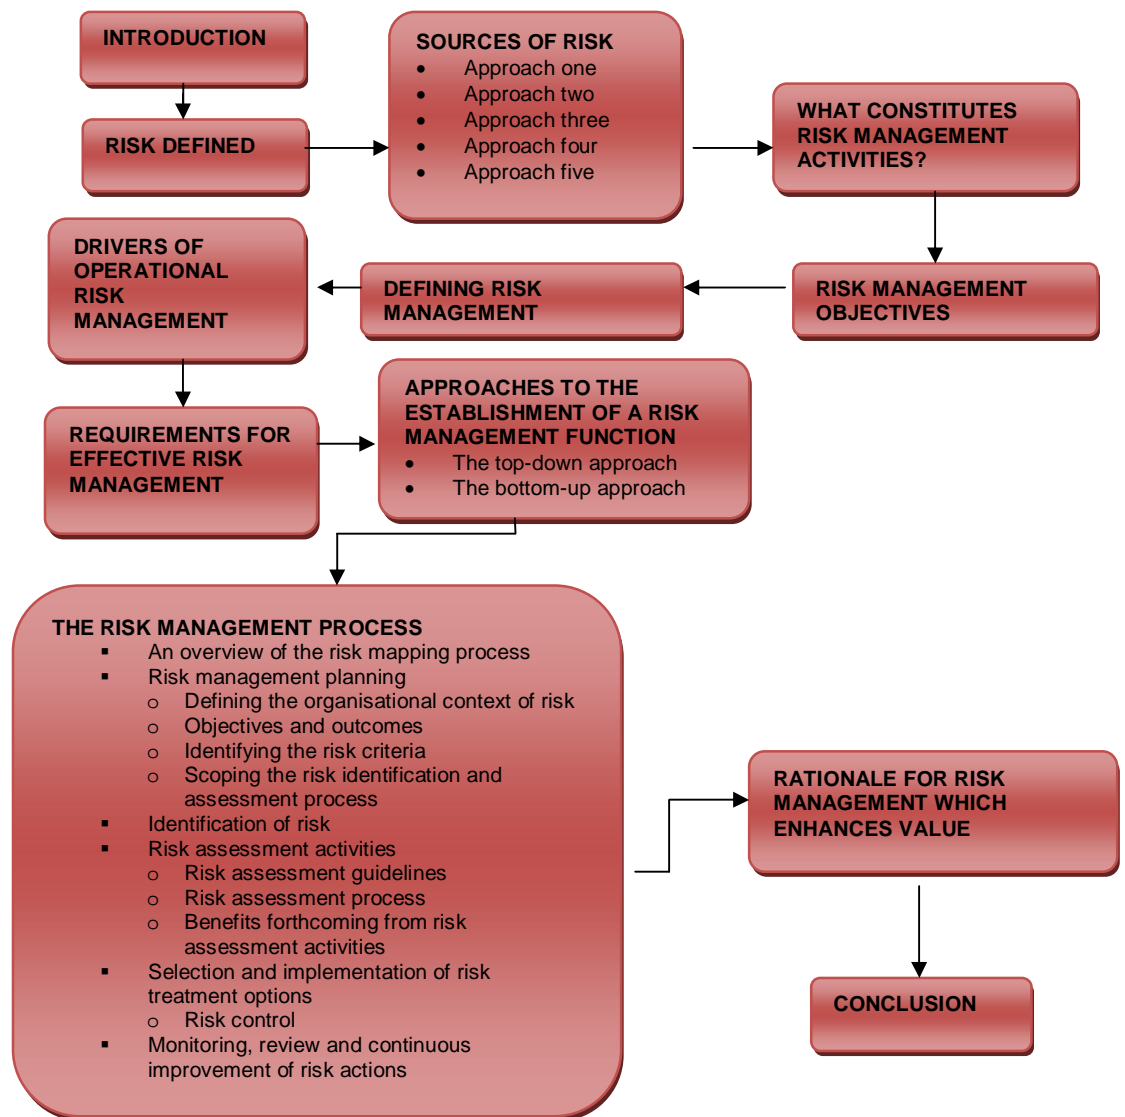 INTRODUCTION
RISK DEFINED
SOURCES OF RISK
• Approach one
• Approach two
• Approach three
• Approach four
• Approach five
WHAT CONSTITUTES
RISK MANAGEMENT
ACTIVITIES?
RISK MANAGEMENT
OBJECTIVES
DEFINING RISK
MANAGEMENT
DRIVERS OF
OPERATIONAL
RISK
MANAGEMENT
REQUIREMENTS FOR
EFFECTIVE RISK
MANAGEMENT
APPROACHES TO THE
ESTABLISHMENT OF A RISK
MANAGEMENT FUNCTION
• The top-down approach
• The bottom-up approach
THE RISK MANAGEMENT PROCESS
▪ An overview of the risk mapping process
▪ Risk management planning
o Defining the organisational context of risk
o Objectives and outcomes
o Identifying the risk criteria
o Scoping the risk identification and
assessment process
▪ Identification of risk
▪ Risk assessment activities
o Risk assessment guidelines
o Risk assessment process
o Benefits forthcoming from risk
assessment activities
▪ Selection and implementation of risk
treatment options
o Risk control
▪ Monitoring, review and continuous
improvement of risk actions
RATIONALE FOR RISK
MANAGEMENT WHICH
ENHANCES VALUE
CONCLUSION